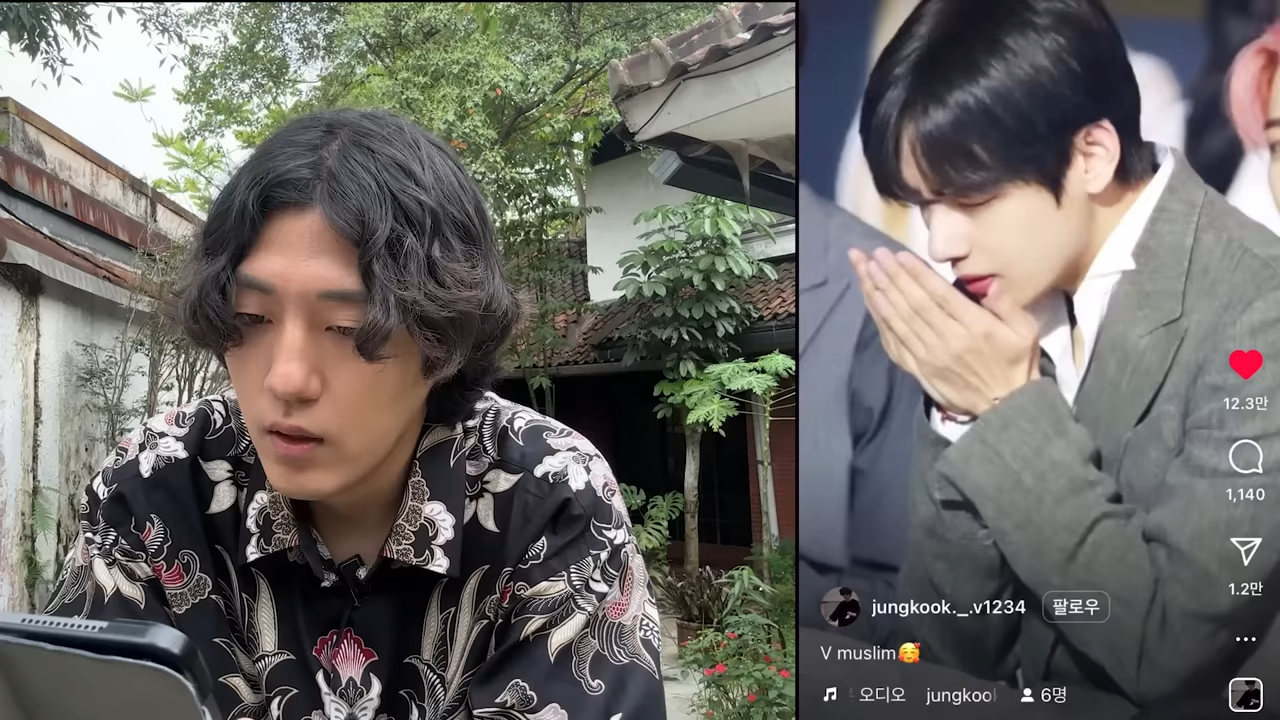 12.3만
1,140
1.2만
jungkook._.v1234 팔로우
V muslim🥰
오디오 jungkoo 6명